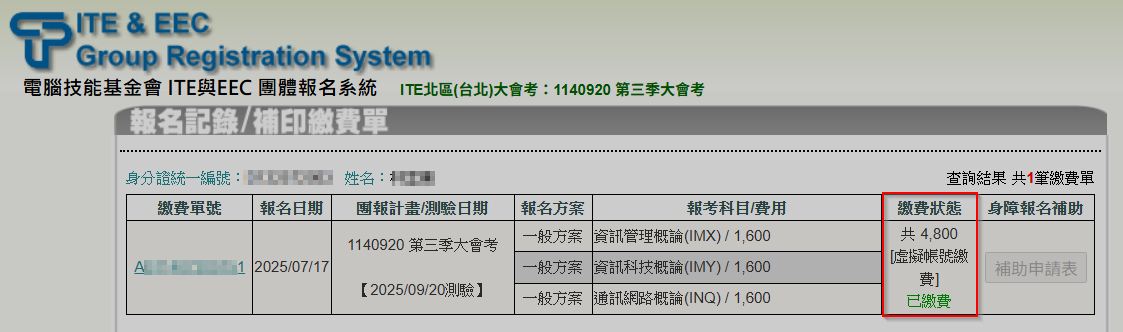 ITE & EEC
Group Registration System
電腦技能基金會 ITE與EEC 團體報名系統
ITE北區(台北)大會考：1140920 第三季大會考
報名記錄/補印繳費單
身分證統一編號：
姓名：
查詢結果 共1筆繳費單
繳費單號 報名日期 團報計畫/測驗日期 報名方案 報考科目/費用 繳費狀態 身障報名補助
2025/07/17
1140920 第三季大會考
【2025/09/20測驗】
一般方案 資訊管理概論(IMX) / 1,600
一般方案 資訊科技概論(IMY) / 1,600
一般方案 通訊網路概論(INQ) / 1,600
共 4,800
[虛擬帳號繳
費]
已繳費
補助申請表